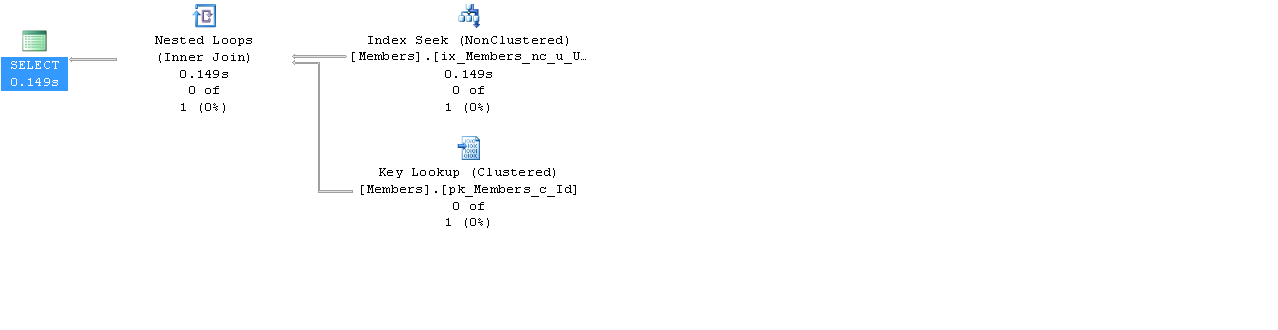 SELECT
0.149s
Nested Loops
(Inner Join)
0.149s
0 of
1 (0%)
Index Seek (NonClustered)
[Members].[ix_Members_nc_u_U…
0.149s
0 of
1 (0%)
Key Lookup (Clustered)
[Members].[pk_Members_c_Id]
0 of
1 (0%)